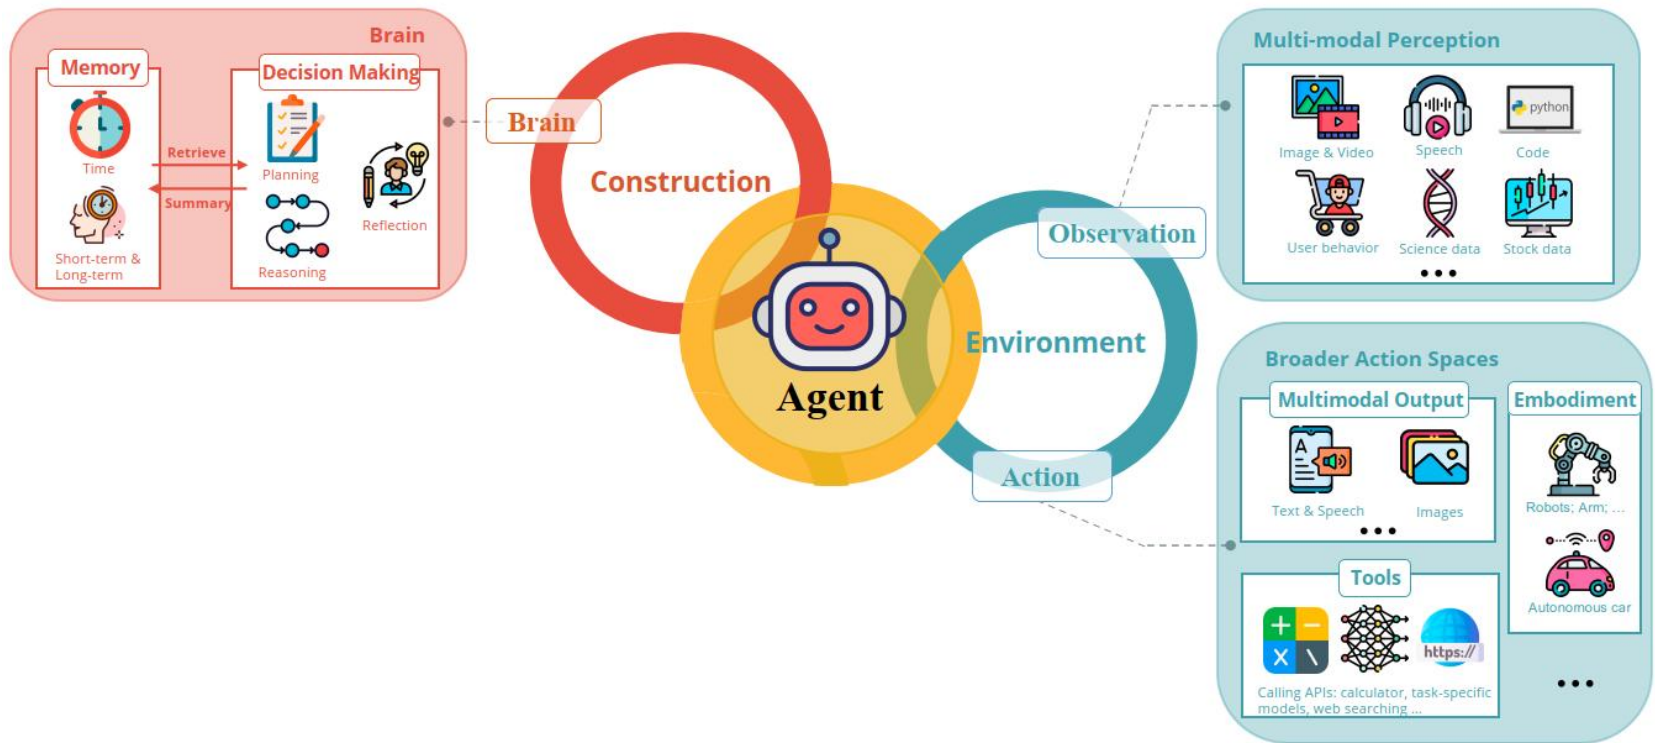 Brain
Memory
Time
Short-term &
Long-term
Retrieve
Summary
Decision Making
Planning
Reasoning
Reflection
Brain
Construction
Agent
Environment
Observation
Action
Multi-modal Perception
Image & Video
Speech
python
Code
User behavior
Science data
Stock data
...
Broader Action Spaces
Multimodal Output
A
Text & Speech
Images
...
Embodiment
Robots; Arm; ...
Autonomous car
Tools
+ −
X \
https://
Calling APIs: calculator, task-specific
models, web searching ...
...